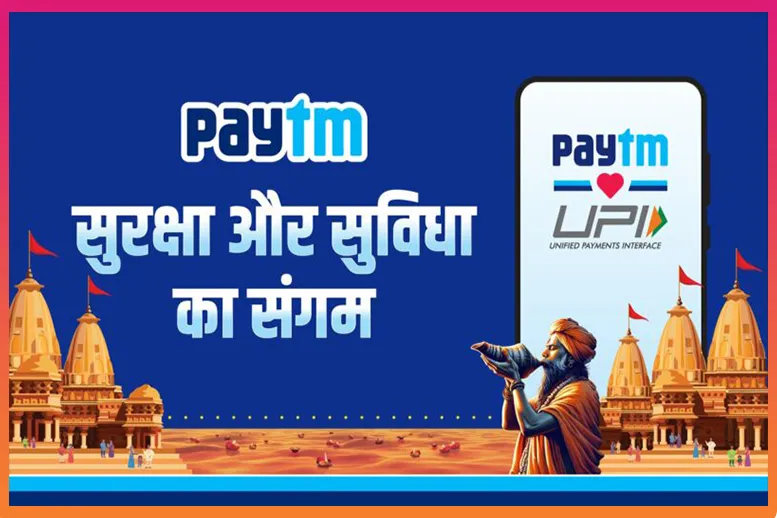 paytm
सुरक्षा और सुविधा
का संगम
paytm
UPI
UNIFIED PAYMENTS INTERFACE